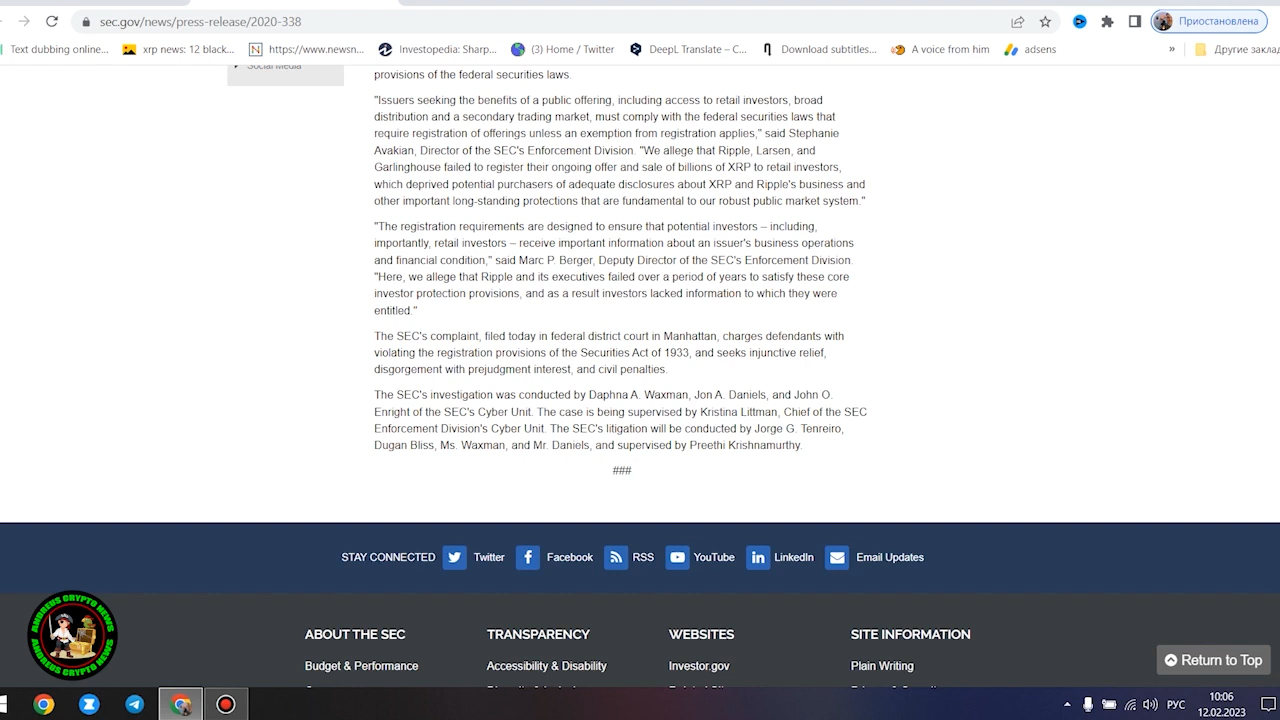 sec.gov/news/press-release/2020-338
Приостановлена
Text dubbing online...
xrp news: 12 black...
https://www.newsn...
Investopedia: Sharp...
(3) Home / Twitter
DeepL Translate – C...
Download subtitles...
A voice from him
adsens
»
Другие заклад
Social Media
provisions of the federal securities laws.
"Issuers seeking the benefits of a public offering, including access to retail investors, broad
distribution and a secondary trading market, must comply with the federal securities laws that
require registration of offerings unless an exemption from registration applies," said Stephanie
Avakian, Director of the SEC's Enforcement Division. "We allege that Ripple, Larsen, and
Garlinghouse failed to register their ongoing offer and sale of billions of XRP to retail investors,
which deprived potential purchasers of adequate disclosures about XRP and Ripple's business and
other important long-standing protections that are fundamental to our robust public market system."
"The registration requirements are designed to ensure that potential investors – including,
importantly, retail investors – receive important information about an issuer's business operations
and financial condition," said Marc P. Berger, Deputy Director of the SEC's Enforcement Division.
"Here, we allege that Ripple and its executives failed over a period of years to satisfy these core
investor protection provisions, and as a result investors lacked information to which they were
entitled."
The SEC's complaint, filed today in federal district court in Manhattan, charges defendants with
violating the registration provisions of the Securities Act of 1933, and seeks injunctive relief,
disgorgement with prejudgment interest, and civil penalties.
The SEC's investigation was conducted by Daphna A. Waxman, Jon A. Daniels, and John O.
Enright of the SEC's Cyber Unit. The case is being supervised by Kristina Littman, Chief of the SEC
Enforcement Division's Cyber Unit. The SEC's litigation will be conducted by Jorge G. Tenreiro,
Dugan Bliss, Ms. Waxman, and Mr. Daniels, and supervised by Preethi Krishnamurthy.
###
STAY CONNECTED Twitter Facebook RSS YouTube LinkedIn Email Updates
ANDREUS CRYPTO NEWS
ANDREUS CRYPTO NEWS
ABOUT THE SEC
TRANSPARENCY
WEBSITES
SITE INFORMATION
Budget & Performance
Accessibility & Disability
Investor.gov
Plain Writing
Return to Top
РУС
10:06
12.02.2023